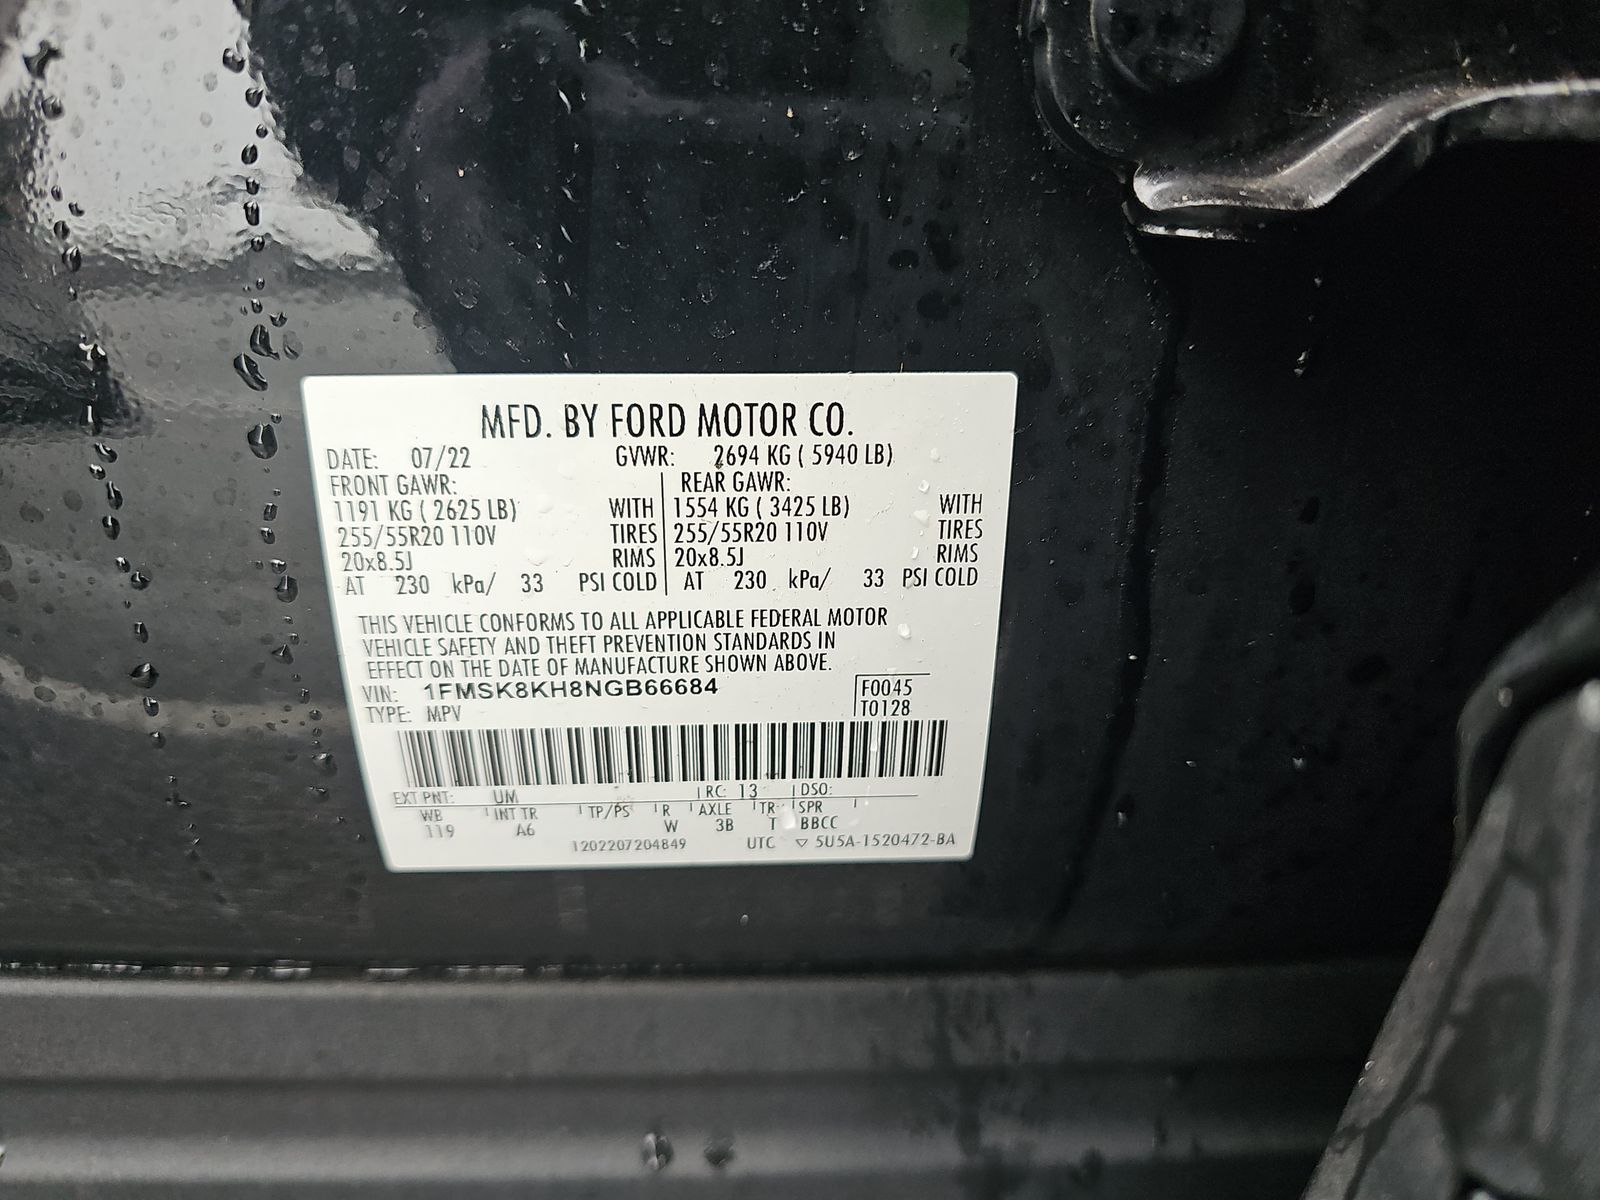 MFD. BY FORD MOTOR CO.
DATE: 07/22 GVWR: 2694 KG ( 5940 LB)
FRONT GAWR: REAR GAWR:
1191 KG ( 2625 LB) WITH 1554 KG ( 3425 LB) WITH
255/55R20 110V TIRES 255/55R20 110V TIRES
20x8.5J RIMS 20x8.5J RIMS
AT 230 kPa/ 33 PSI COLD AT 230 kPa/ 33 PSI COLD
THIS VEHICLE CONFORMS TO ALL APPLICABLE FEDERAL MOTOR
VEHICLE SAFETY AND THEFT PREVENTION STANDARDS IN
EFFECT ON THE DATE OF MANUFACTURE SHOWN ABOVE.
VIN: 1FMSK8KH8NGB66684 F0045
TYPE: MPV T0128
EXT PNT: UM RC: 13 DSO:
WB INT TR TP/PS R AXLE TR SPR
119 A6 W 3B T BBCC
1202207204849 UTC ▽ 5U5A-1520472-BA